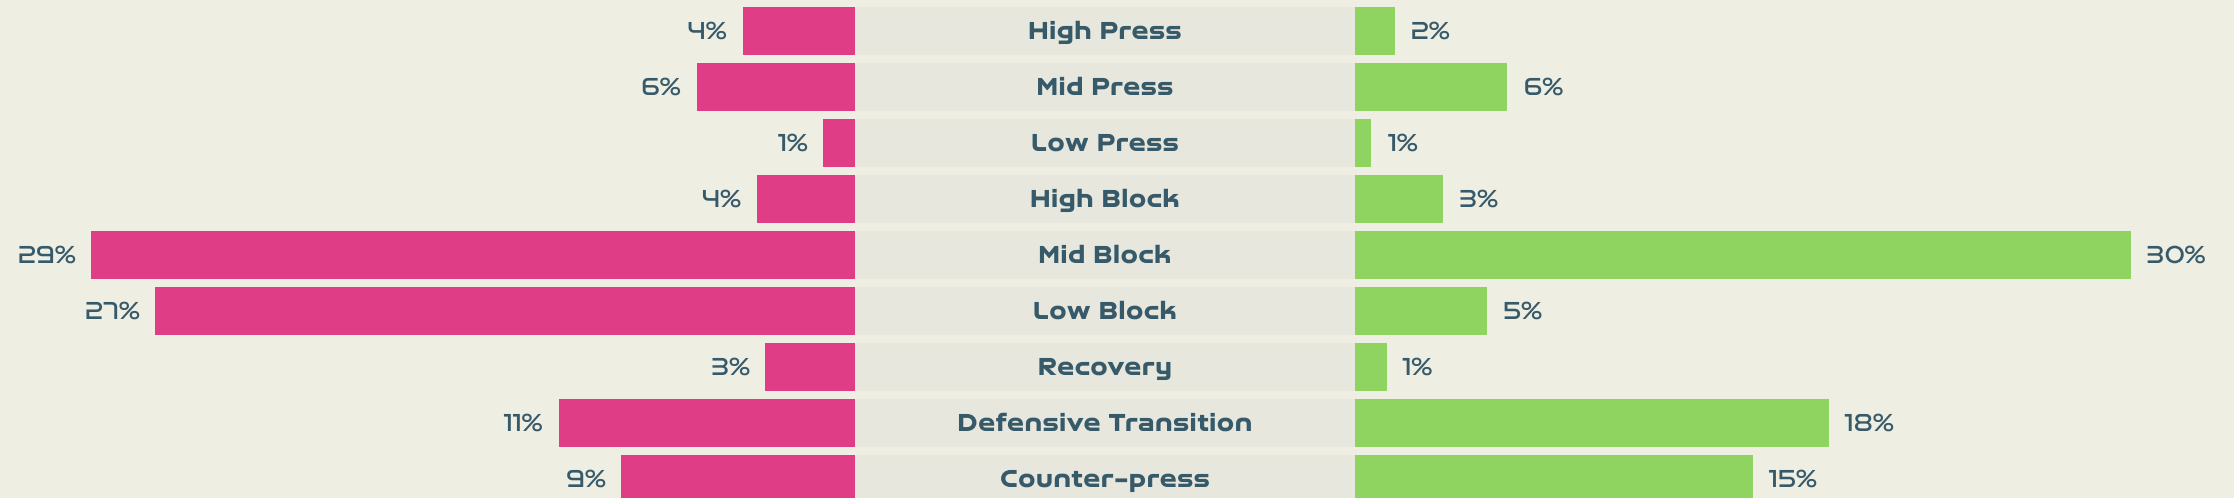 4% High Press 2%
6% Mid Press 6%
1% Low Press 1%
4% High Block 3%
29% Mid Block 30%
27% Low Block 5%
3% Recovery 1%
11% Defensive Transition 18%
9% Counter-press 15%